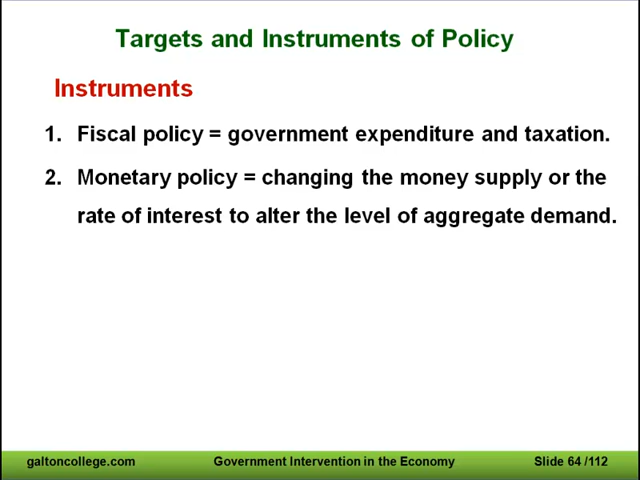 Targets and Instruments of Policy
Instruments
1. Fiscal policy = government expenditure and taxation.
2. Monetary policy = changing the money supply or the
rate of interest to alter the level of aggregate demand.
galtoncollege.com Government Intervention in the Economy Slide 64 /112